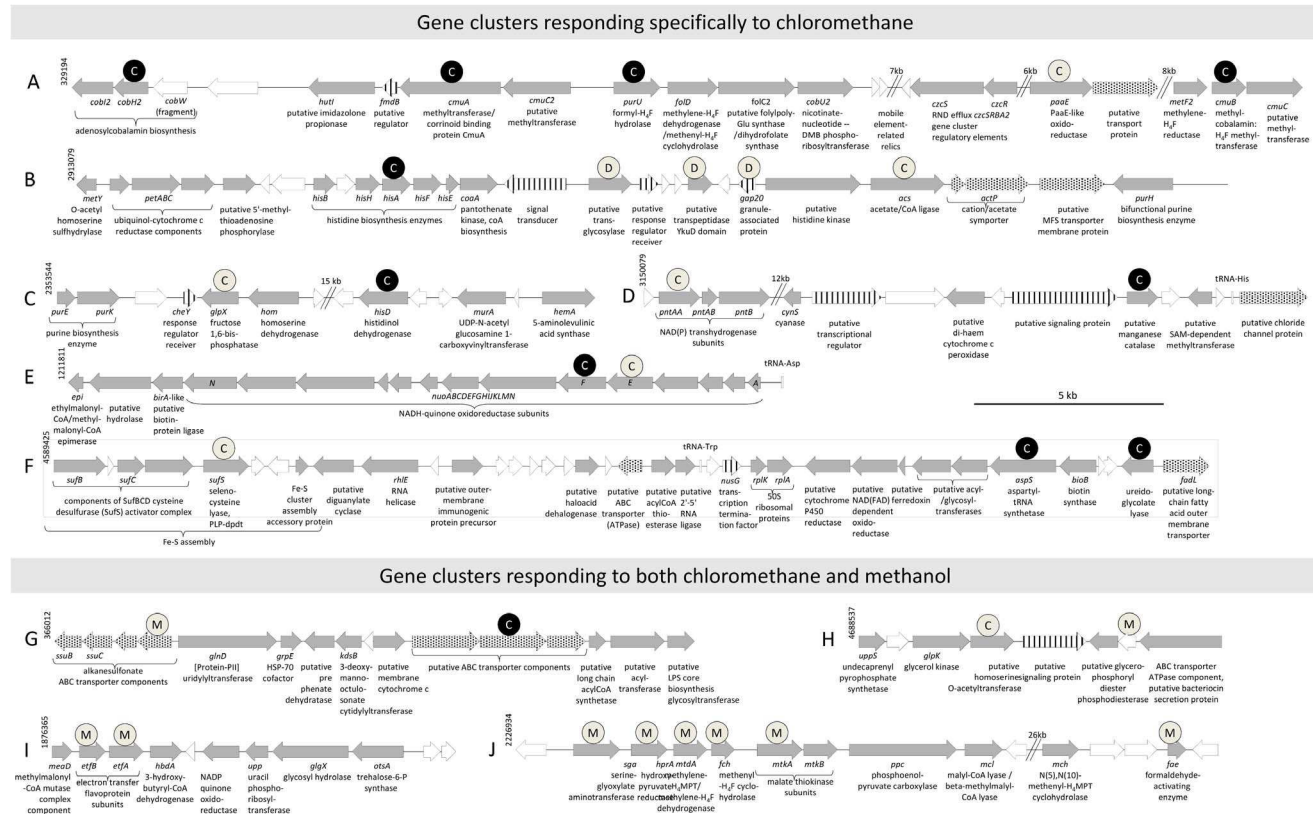 Gene clusters responding specifically to chloromethane
A
329194
C
C
C
7kb
6kb
C
8kb
C
cobI2 cobH2 cobW
(fragment)
adenosylcobalamin biosynthesis
hutI
putative imidazolone
propionase
fmdB
putative
regulator
cmuA
methyltransferase/
corrinoid binding
protein CmuA
cmuC2
putative
methyltransferase
purU
formyl-H4F
hydrolase
folD
methylene-H4F
dehydrogenase
/methenyl-H4F
cyclohydrolase
folC2
putative folylpoly-
Glu synthase
/dihydrofolate
synthase
cobU2
nicotinate-
nucleotide --
DMB phospho-
ribosyltransferase
mobile
element-
related
relics
czcS czcR
RND efflux czcSRBA2
gene cluster
regulatory elements
paaE
PaaE-like
oxido-
reductase
putative
transport
protein
metF2
methylene-
H4F
reductase
cmuB
methyl-
cobalamin:
H4F methyl-
transferase
cmuC
putative
methyl-
transferase
B
2913079
C
D
D
D
C
metY
O-acetyl
homoserine
sulfhydrylase
petABC
ubiquinol-cytochrome c
reductase components
putative 5'-methyl-
thioadenosine
phosphorylase
hisB hisH hisA hisF hisE
histidine biosynthesis enzymes
coaA
pantothenate
kinase, coA
biosynthesis
signal
transducer
putative
trans-
glycosylase
putative
response
regulator
receiver
putative
transpeptidase
YkuD domain
gap20
granule-
associated
protein
putative
histidine kinase
acs
acetate/CoA ligase
actP
cation/acetate
symporter
putative
MFS transporter
membrane protein
purH
bifunctional purine
biosynthesis enzyme
C
2353544
C
15 kb
C
purE purK
purine biosynthesis
enzyme
cheY
response
regulator
receiver
glpX
fructose
1,6-bis-
phosphatase
hom
homoserine
dehydrogenase
hisD
histidinol
dehydrogenase
murA
UDP-N-acetyl
glucosamine 1-
carboxyvinyltransferase
hemA
5-aminolevulinic
acid synthase
D
3150079
C
12kb
C
tRNA-His
pntAA pntAB pntB
NAD(P) transhydrogenase
subunits
cynS
cyanase
putative
transcriptional
regulator
putative
di-haem
cytochrome c
peroxidase
putative signaling protein
putative
manganese
catalase
putative
SAM-dependent
methyltransferase
putative chloride
channel protein
E
1211811
C
C
tRNA-Asp
N F E A
epi
ethylmalonyl-
CoA/methyl-
malonyl-CoA
epimerase
putative
hydrolase
birA-like
putative
biotin-
protein ligase
nuoABCDEFGHIJKLMN
NADH-quinone oxidoreductase subunits
5 kb
F
4589425
C
tRNA-Trp
C
C
sufB sufC
components of SufBCD cysteine
desulfurase (SufS) activator complex
sufS
seleno-
cysteine
lyase,
PLP-dpdt
Fe-S
cluster
assembly
accessory protein
Fe-S assembly
putative
diguanylate
cyclase
rhlE
RNA
helicase
putative outer-
membrane
immunogenic
protein precursor
putative
haloacid
dehalogenase
putative
ABC
transporter
(ATPase)
putative
acylCoA
thio-
esterase
putative
2'-5'
RNA
ligase
nusG
trans-
cription
termina-
tion factor
rplK rplA
50S
ribosomal
proteins
putative
cytochrome
P450
reductase
putative
NAD(FAD)
dependent
oxido-
reductase
putative
ferredoxin
putative acyl-
/glycosyl-
transferases
aspS
aspartyl-
tRNA
synthetase
bioB
biotin
synthase
ureido-
glycolate
lyase
fadL
putative long-
chain fatty
acid outer
membrane
transporter
Gene clusters responding to both chloromethane and methanol
G
366012
M
C
ssuB ssuC
alkanesulfonate
ABC transporter components
glnD
[Protein-PII]
uridylyltransferase
grpE
HSP-70
cofactor
putative
pre
phenate
dehydratase
kdsB
3-deoxy-
manno-
octulo-
sonate
cytidylyltransferase
putative
membrane
cytochrome c
putative ABC transporter components
putative
long chain
acylCoA
synthetase
putative
acyl-
transferase
putative
LPS core
biosynthesis
glycosyltransferase
H
4688537
C
M
uppS
undecaprenyl
pyrophosphate
synthetase
glpK
glycerol kinase
putative
homoserine
O-acetyltransferase
putative
signaling protein
putative glycero-
phosphoryl
diester
phosphodiesterase
ABC transporter
ATPase component,
putative bacteriocin
secretion protein
I
1876365
M
M
meaD
methylmalonyl
-CoA mutase
complex
component
etfB etfA
electron transfer
flavoprotein
subunits
hbdA
3-hydroxy-
butyryl-CoA
dehydrogenase
NADP
quinone
oxido-
reductase
upp
uracil
phospho-
ribosyl-
transferase
glgX
glycosyl hydrolase
otsA
trehalose-6-P
synthase
J
2226934
M
M
M
M
M
26kb
M
sga
serine-
glyoxylate
aminotransferase
hprA
hydroxy-
pyruvate
reductase
mtdA
methylene-
H4MPT/
methylene-H4F
dehydrogenase
fch
methenyl
-H4F cyclo-
hydrolase
mtkA mtkB
malate thiokinase
subunits
ppc
phosphoenol-
pyruvate carboxylase
mcl
malyl-CoA lyase /
beta-methylmalyl-
CoA lyase
mch
N(5),N(10)-
methenyl-H4MPT
cyclohydrolase
fae
formaldehyde-
activating
enzyme